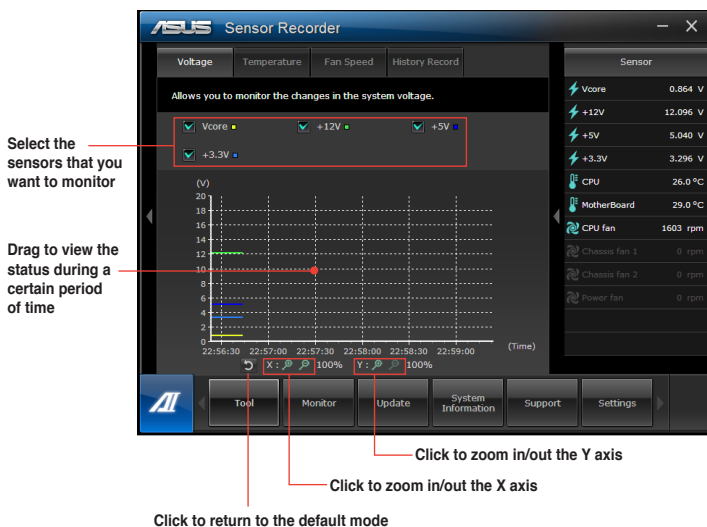 ASUS Sensor Recorder
Voltage Temperature Fan Speed History Record
Allows you to monitor the changes in the system voltage.
Vcore +12V +5V
+3.3V
Select the
sensors that you
want to monitor
Drag to view the
status during a
certain period
of time
(V)
20
18
16
14
12
10
8
6
4
2
0
22:56:30 22:57:00 22:57:30 22:58:00 22:58:30 22:59:00
(Time)
X : 100% Y : 100%
Sensor
Vcore 0.864 V
+12V 12.096 V
+5V 5.040 V
+3.3V 3.296 V
CPU 26.0 ºC
MotherBoard 29.0 ºC
CPU fan 1603 rpm
Chassis fan 1 0 rpm
Chassis fan 2 0 rpm
Power fan 0 rpm
Tool Monitor Update System Information Support Settings
Click to zoom in/out the Y axis
Click to zoom in/out the X axis
Click to return to the default mode